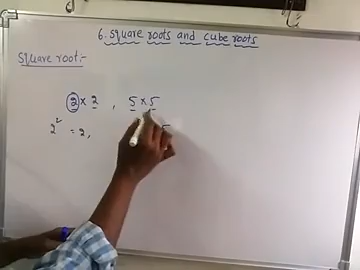 6. Square roots and cube roots
Square root:-
2 × 2 , 5 × 5
2² = 2,